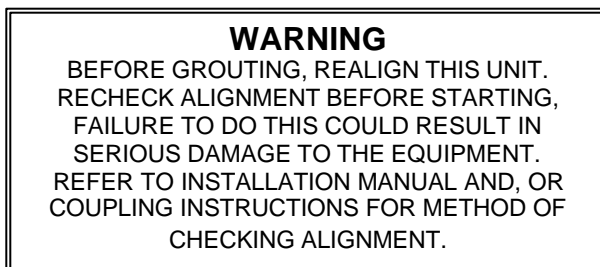 WARNING
BEFORE GROUTING, REALIGN THIS UNIT.
RECHECK ALIGNMENT BEFORE STARTING,
FAILURE TO DO THIS COULD RESULT IN
SERIOUS DAMAGE TO THE EQUIPMENT.
REFER TO INSTALLATION MANUAL AND, OR
COUPLING INSTRUCTIONS FOR METHOD OF
CHECKING ALIGNMENT.